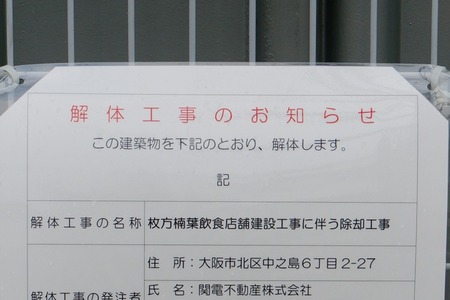 解体工事のお知らせ
この建築物を下記のとおり、解体します。
記
解体工事の名称 枚方楠葉飲食店舗建設工事に伴う除却工事
住 所：大阪市北区中之島6丁目2-27
解体工事の発注者 氏 名：関電不動産株式会社